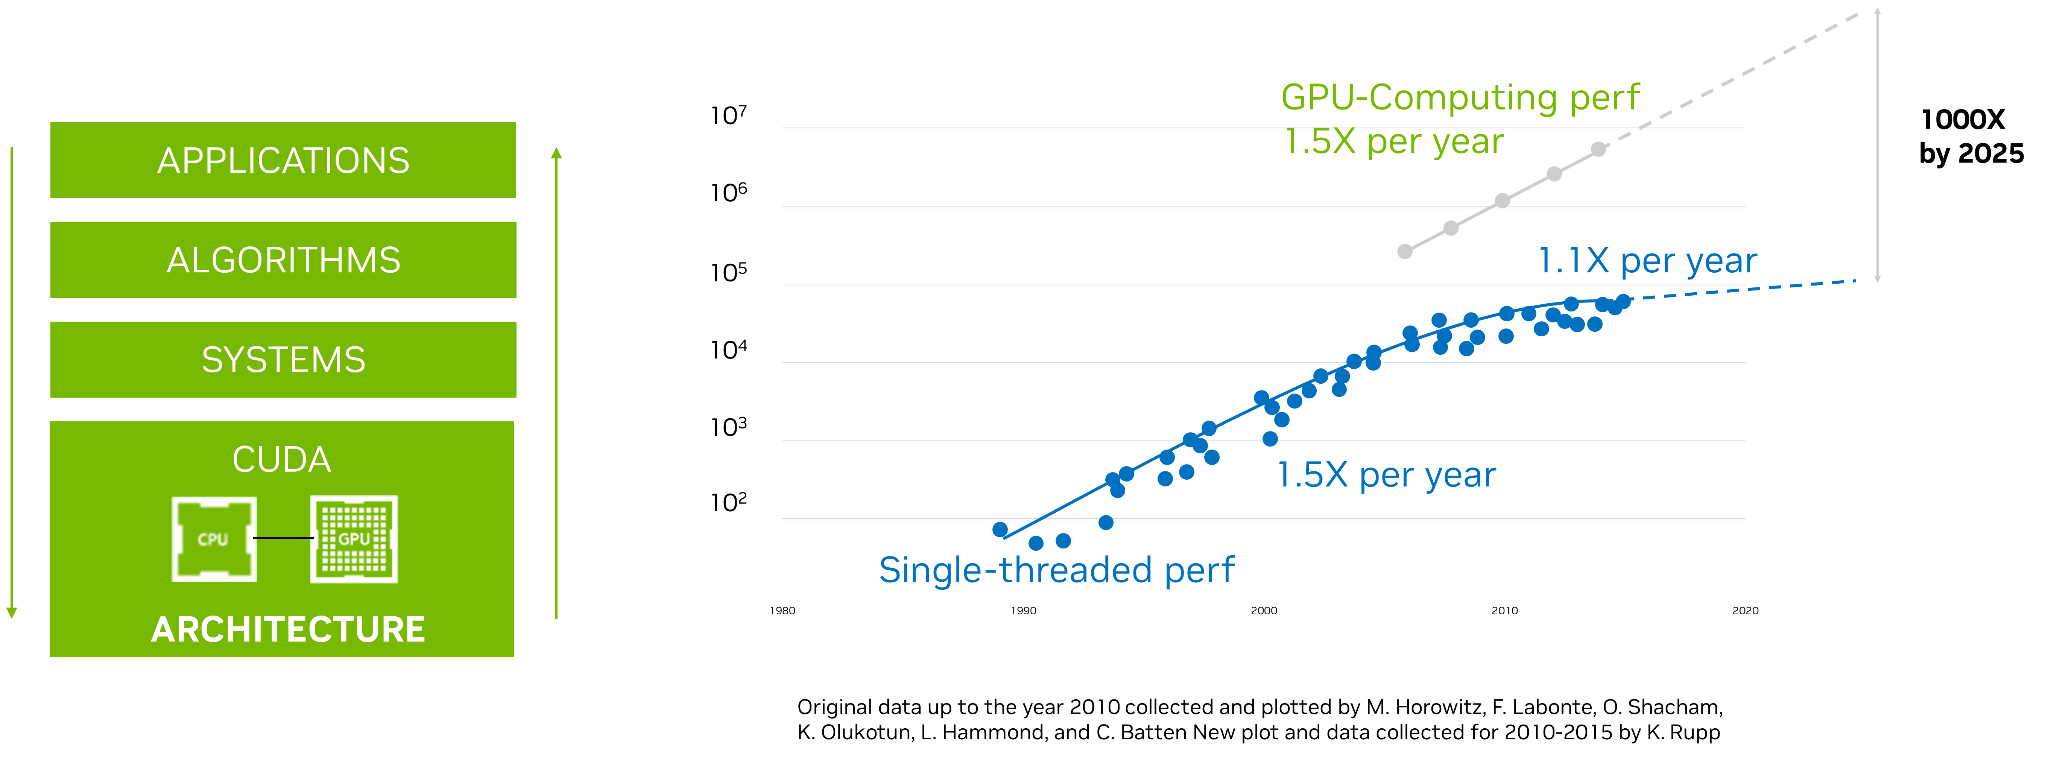 APPLICATIONS
ALGORITHMS
SYSTEMS
CUDA
CPU
GPU
ARCHITECTURE
GPU-Computing perf
1.5X per year
1000X
by 2025
10⁷
10⁶
10⁵
10⁴
10³
10²
1.1X per year
1.5X per year
Single-threaded perf
1980
1990
2000
2010
2020
Original data up to the year 2010 collected and plotted by M. Horowitz, F. Labonte, O. Shacham,
K. Olukotun, L. Hammond, and C. Batten New plot and data collected for 2010-2015 by K. Rupp